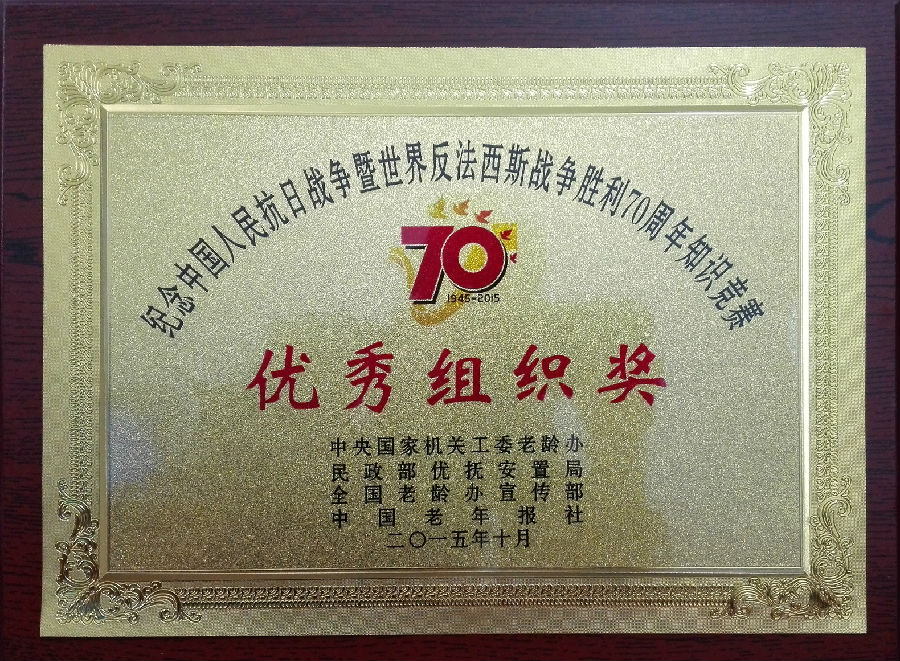 纪念中国人民抗日战争暨世界反法西斯战争胜利70周年知识竞赛
70
1945-2015
优秀组织奖
中央国家机关工委老龄办
民政部优抚安置局
全国老龄办宣传部
中国老年报社
二〇一五年十月